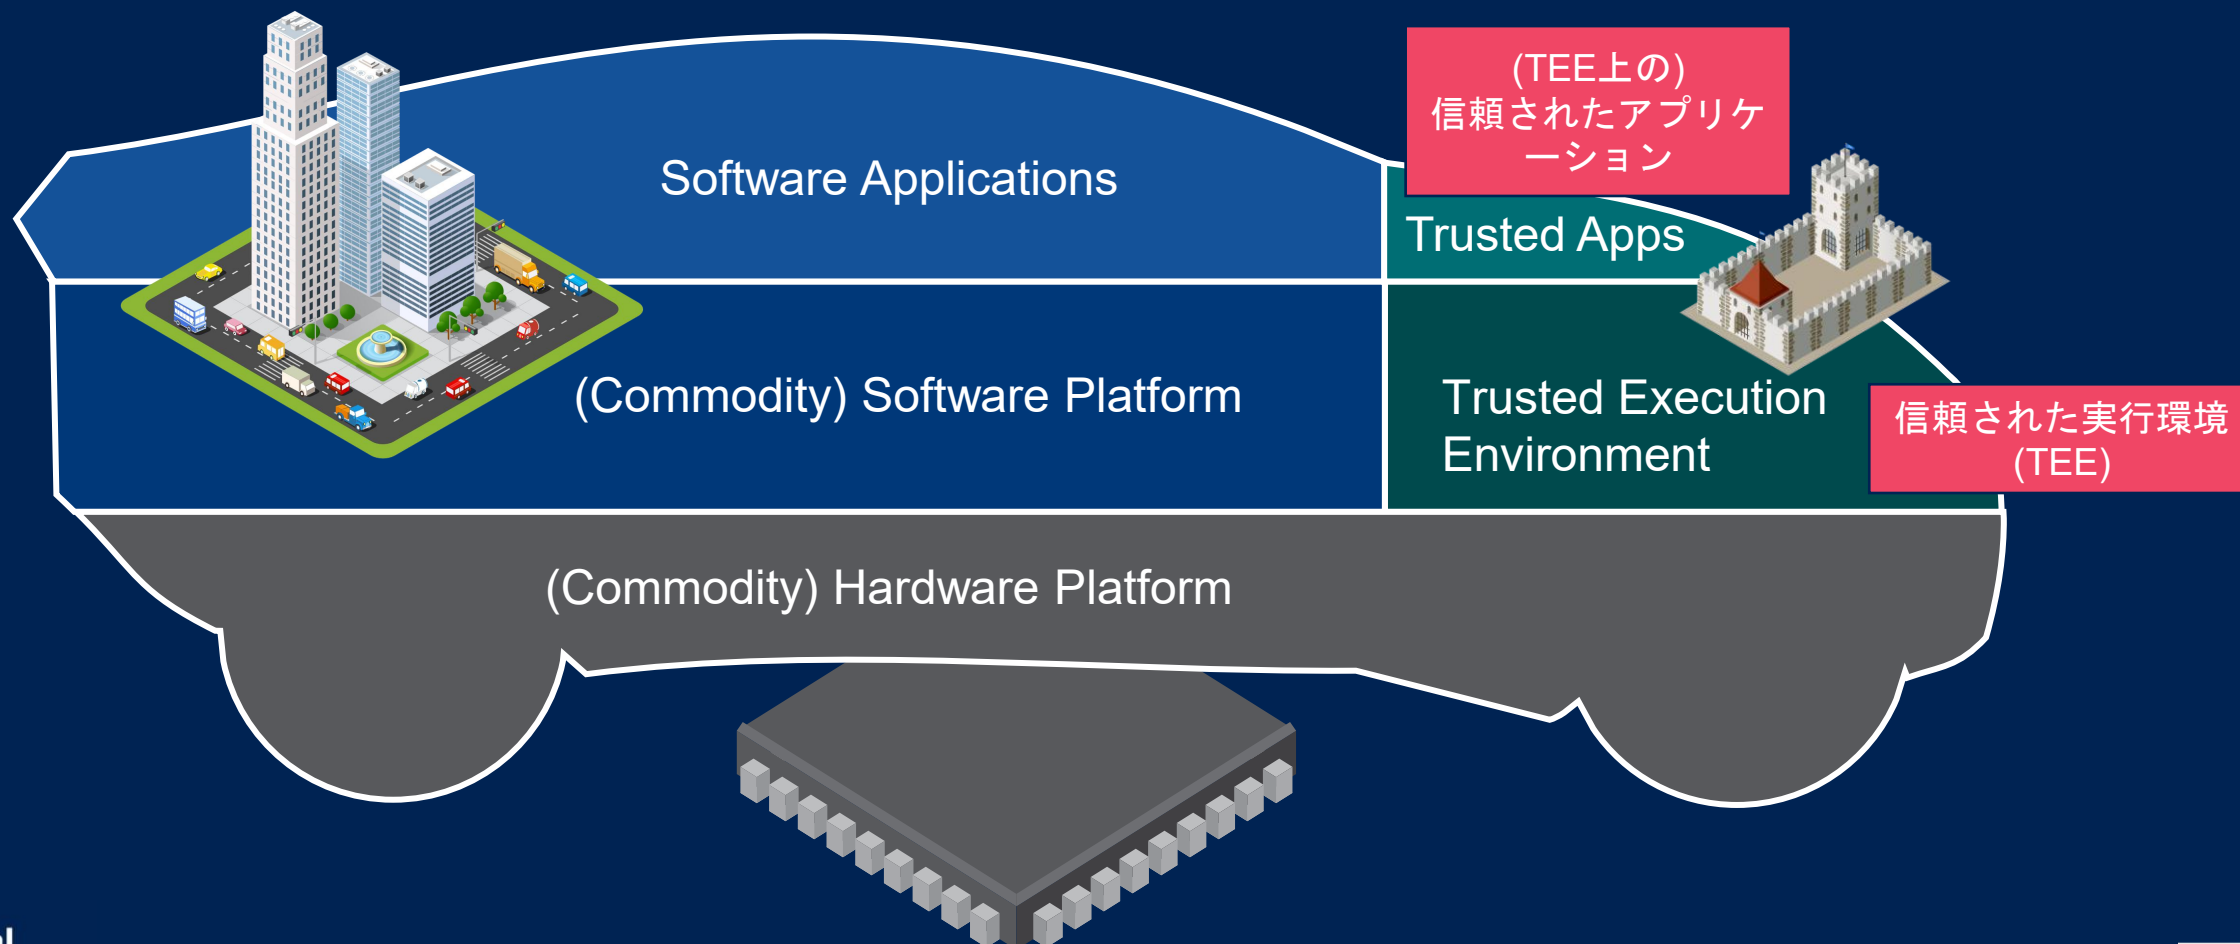 (TEE上の)
信頼されたアプリケ
ーション
Software Applications
Trusted Apps
(Commodity) Software Platform
Trusted Execution
Environment
信頼された実行環境
(TEE)
(Commodity) Hardware Platform